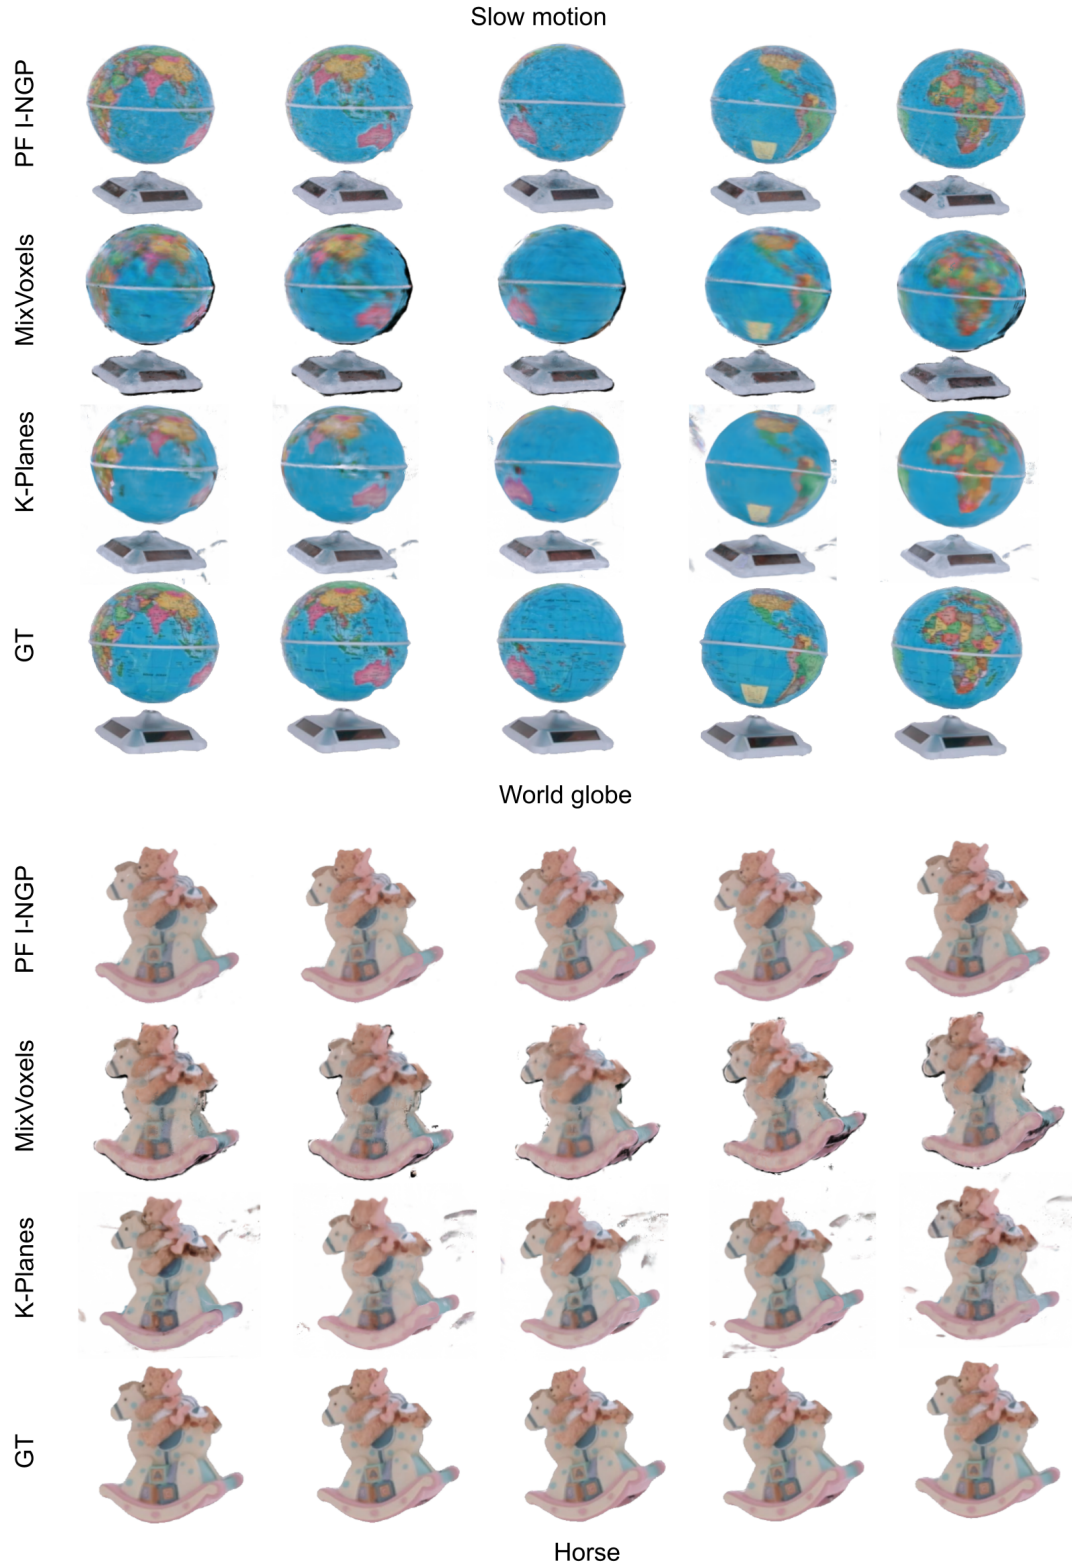 Slow motion
PF I-NGP
MixVoxels
K-Planes
GT
World globe
PF I-NGP
MixVoxels
K-Planes
GT
Horse